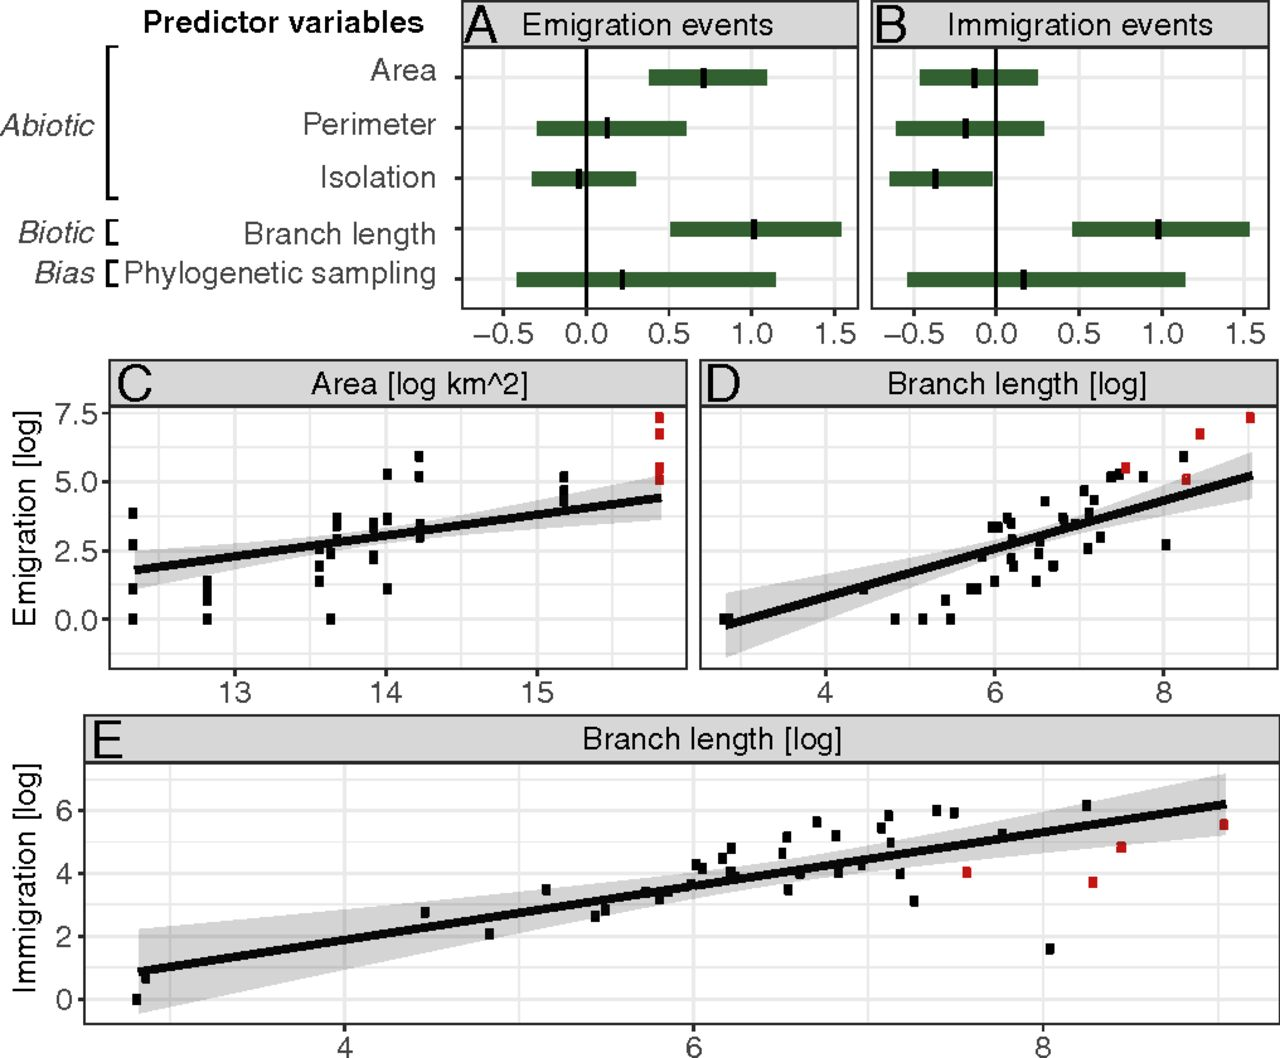 Predictor variables
A Emigration events
B Immigration events
Abiotic
Area
Perimeter
Isolation
Biotic
Branch length
Bias
Phylogenetic sampling
−0.5 0.0 0.5 1.0 1.5
−0.5 0.0 0.5 1.0 1.5
C Area [log km^2]
D Branch length [log]
Emigration [log]
7.5
5.0
2.5
0.0
13 14 15
4 6 8
E Branch length [log]
Immigration [log]
6
4
2
0
4 6 8